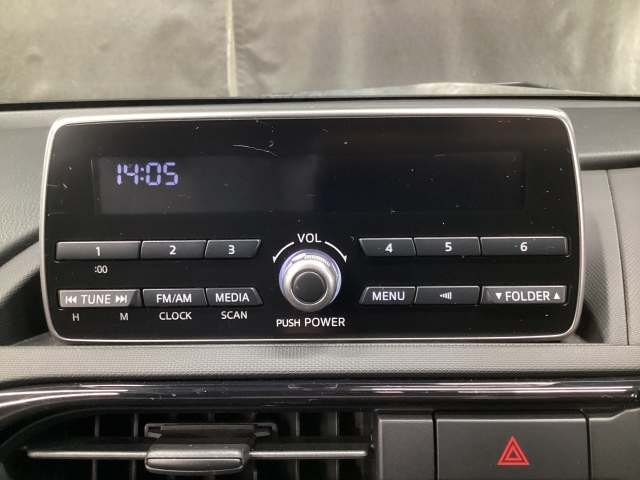 14:05
VOL
1 2 3 4 5 6
:00
⏮ TUNE ⏭ FM/AM MEDIA MENU ▼ FOLDER ▲
H M CLOCK SCAN PUSH POWER